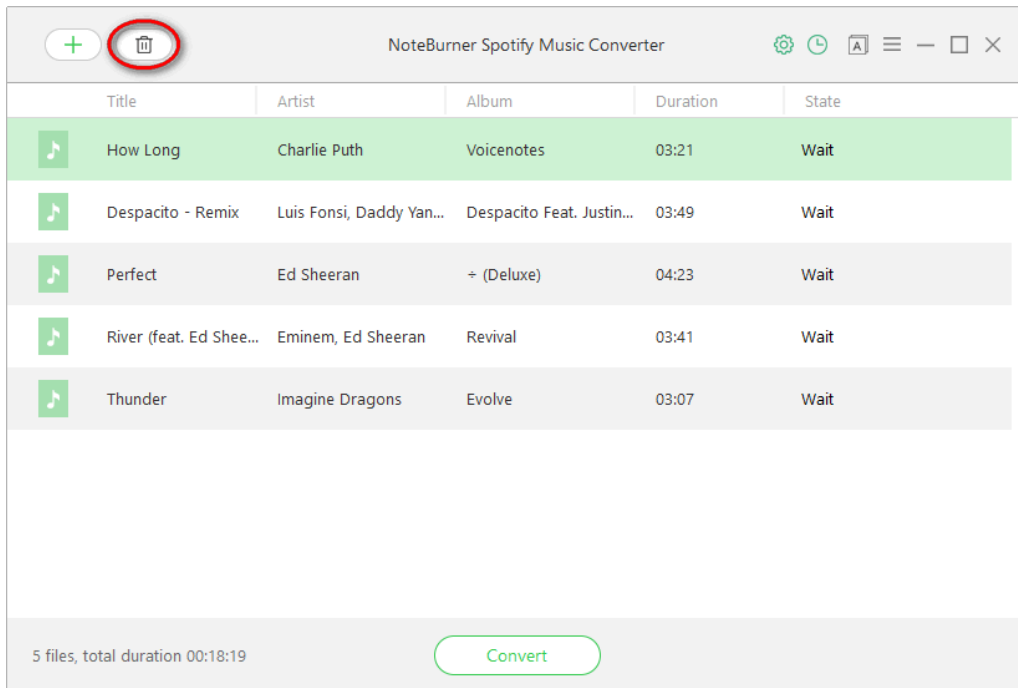 NoteBurner Spotify Music Converter
A
Title Artist Album Duration State
How Long Charlie Puth Voicenotes 03:21 Wait
Despacito - Remix Luis Fonsi, Daddy Yan... Despacito Feat. Justin... 03:49 Wait
Perfect Ed Sheeran ÷ (Deluxe) 04:23 Wait
River (feat. Ed Shee... Eminem, Ed Sheeran Revival 03:41 Wait
Thunder Imagine Dragons Evolve 03:07 Wait
5 files, total duration 00:18:19 Convert